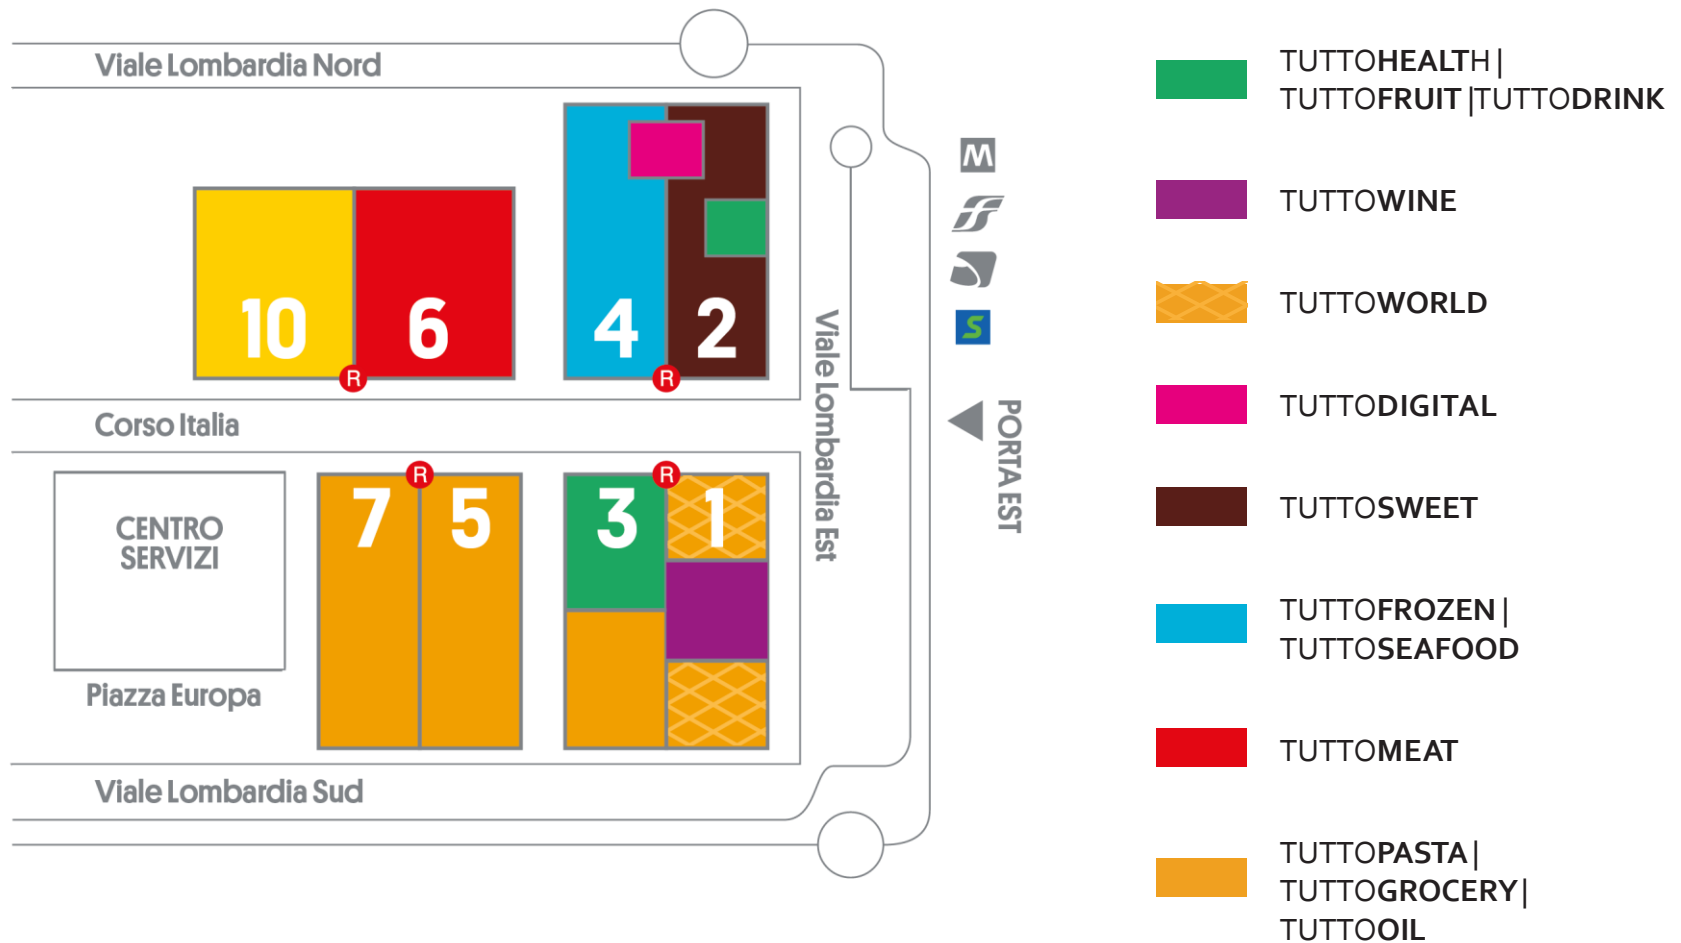 Viale Lombardia Nord
10
6
4
2
R
R
Corso Italia
Viale Lombardia Est
M
S
PORTA EST
CENTRO
SERVIZI
Piazza Europa
R
R
7
5
3
1
Viale Lombardia Sud
TUTTOHEALTH |
TUTTOFRUIT |TUTTODRINK
TUTTOWINE
TUTTOWORLD
TUTTODIGITAL
TUTTOSWEET
TUTTOFROZEN |
TUTTOSEAFOOD
TUTTOMEAT
TUTTOPASTA |
TUTTOGROCERY |
TUTTOOIL